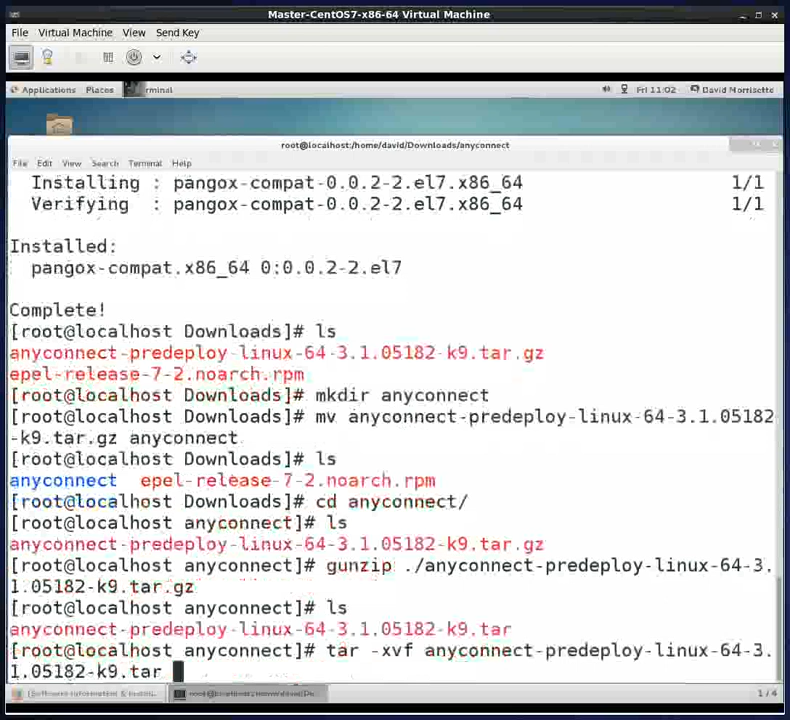 Master-CentOS7-x86-64 Virtual Machine
File Virtual Machine View Send Key
Applications Places Fri 11:02 David Morrisette
root@localhost:/home/david/Downloads/anyconnect
File Edit View Search Terminal Help
Installing : pangox-compat-0.0.2-2.el7.x86_64 1/1
Verifying : pangox-compat-0.0.2-2.el7.x86_64 1/1
Installed:
pangox-compat.x86_64 0:0.0.2-2.el7
Complete!
[root@localhost Downloads]# ls
anyconnect-predeploy-linux-64-3.1.05182-k9.tar.gz
epel-release-7-2.noarch.rpm
[root@localhost Downloads]# mkdir anyconnect
[root@localhost Downloads]# mv anyconnect-predeploy-linux-64-3.1.05182
-k9.tar.gz anyconnect
[root@localhost Downloads]# ls
anyconnect epel-release-7-2.noarch.rpm
[root@localhost Downloads]# cd anyconnect/
[root@localhost anyconnect]# ls
anyconnect-predeploy-linux-64-3.1.05182-k9.tar.gz
[root@localhost anyconnect]# gunzip ./anyconnect-predeploy-linux-64-3.
1.05182-k9.tar.gz
[root@localhost anyconnect]# ls
anyconnect-predeploy-linux-64-3.1.05182-k9.tar
[root@localhost anyconnect]# tar -xvf anyconnect-predeploy-linux-64-3.
1.05182-k9.tar
1 / 4